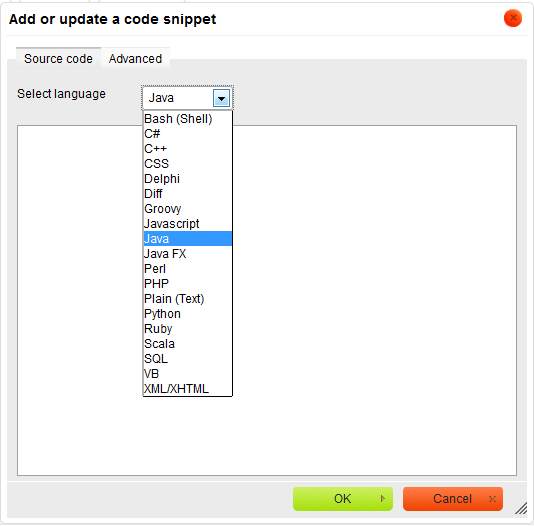 Add or update a code snippet
Source code Advanced
Select language Java
Bash (Shell)
C#
C++
CSS
Delphi
Diff
Groovy
Javascript
Java
Java FX
Perl
PHP
Plain (Text)
Python
Ruby
Scala
SQL
VB
XML/XHTML
OK Cancel